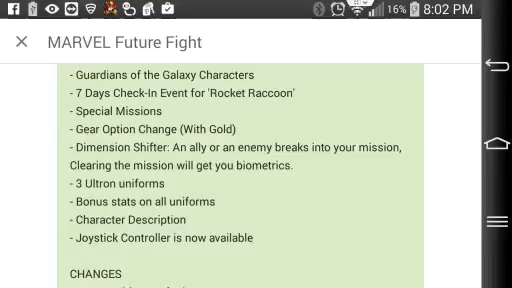 16% 8:02 PM
MARVEL Future Fight
- Guardians of the Galaxy Characters
- 7 Days Check-In Event for 'Rocket Raccoon'
- Special Missions
- Gear Option Change (With Gold)
- Dimension Shifter: An ally or an enemy breaks into your mission,
Clearing the mission will get you biometrics.
- 3 Ultron uniforms
- Bonus stats on all uniforms
- Character Description
- Joystick Controller is now available
CHANGES